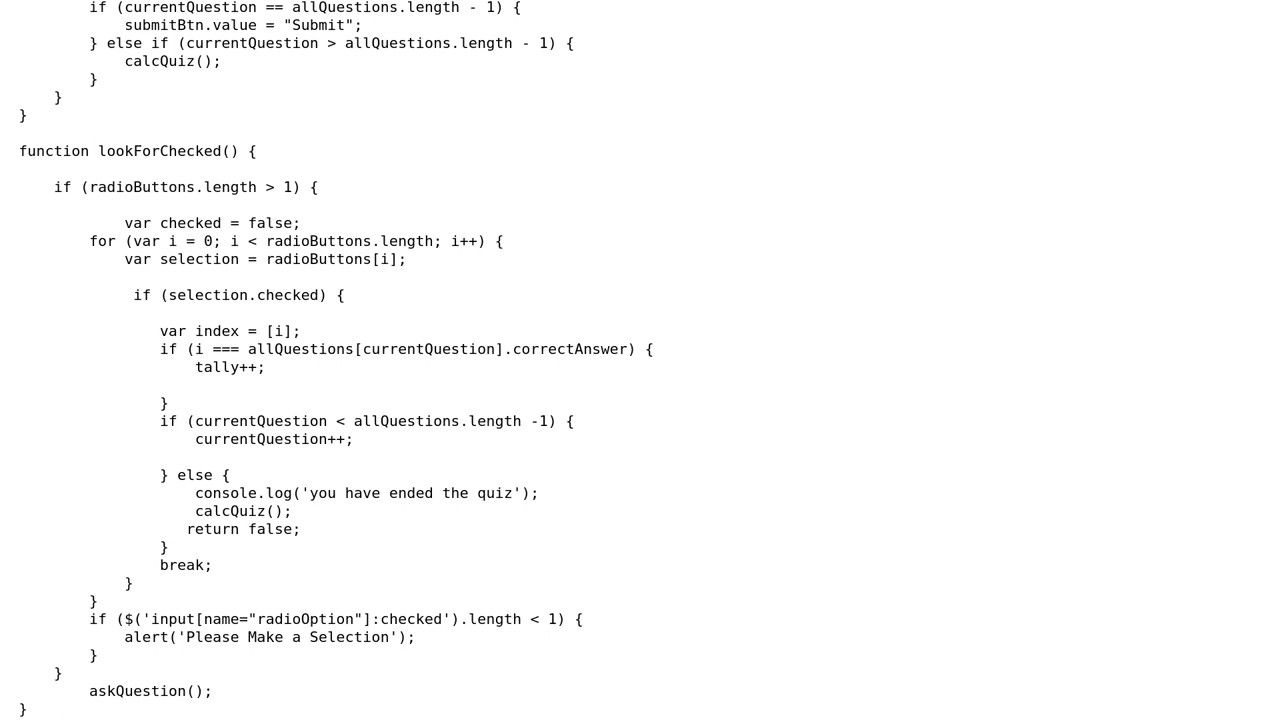 if (currentQuestion == allQuestions.length - 1) {
            submitBtn.value = "Submit";
        } else if (currentQuestion > allQuestions.length - 1) {
            calcQuiz();
        }
    }
}
function lookForChecked() {
    if (radioButtons.length > 1) {
            var checked = false;
        for (var i = 0; i < radioButtons.length; i++) {
            var selection = radioButtons[i];
             if (selection.checked) {
                var index = [i];
                if (i === allQuestions[currentQuestion].correctAnswer) {
                    tally++;
                }
                if (currentQuestion < allQuestions.length -1) {
                    currentQuestion++;
                } else {
                    console.log('you have ended the quiz');
                    calcQuiz();
                   return false;
                }
                break;
            }
        }
        if ($('input[name="radioOption"]:checked').length < 1) {
            alert('Please Make a Selection');
        }
    }
        askQuestion();
}